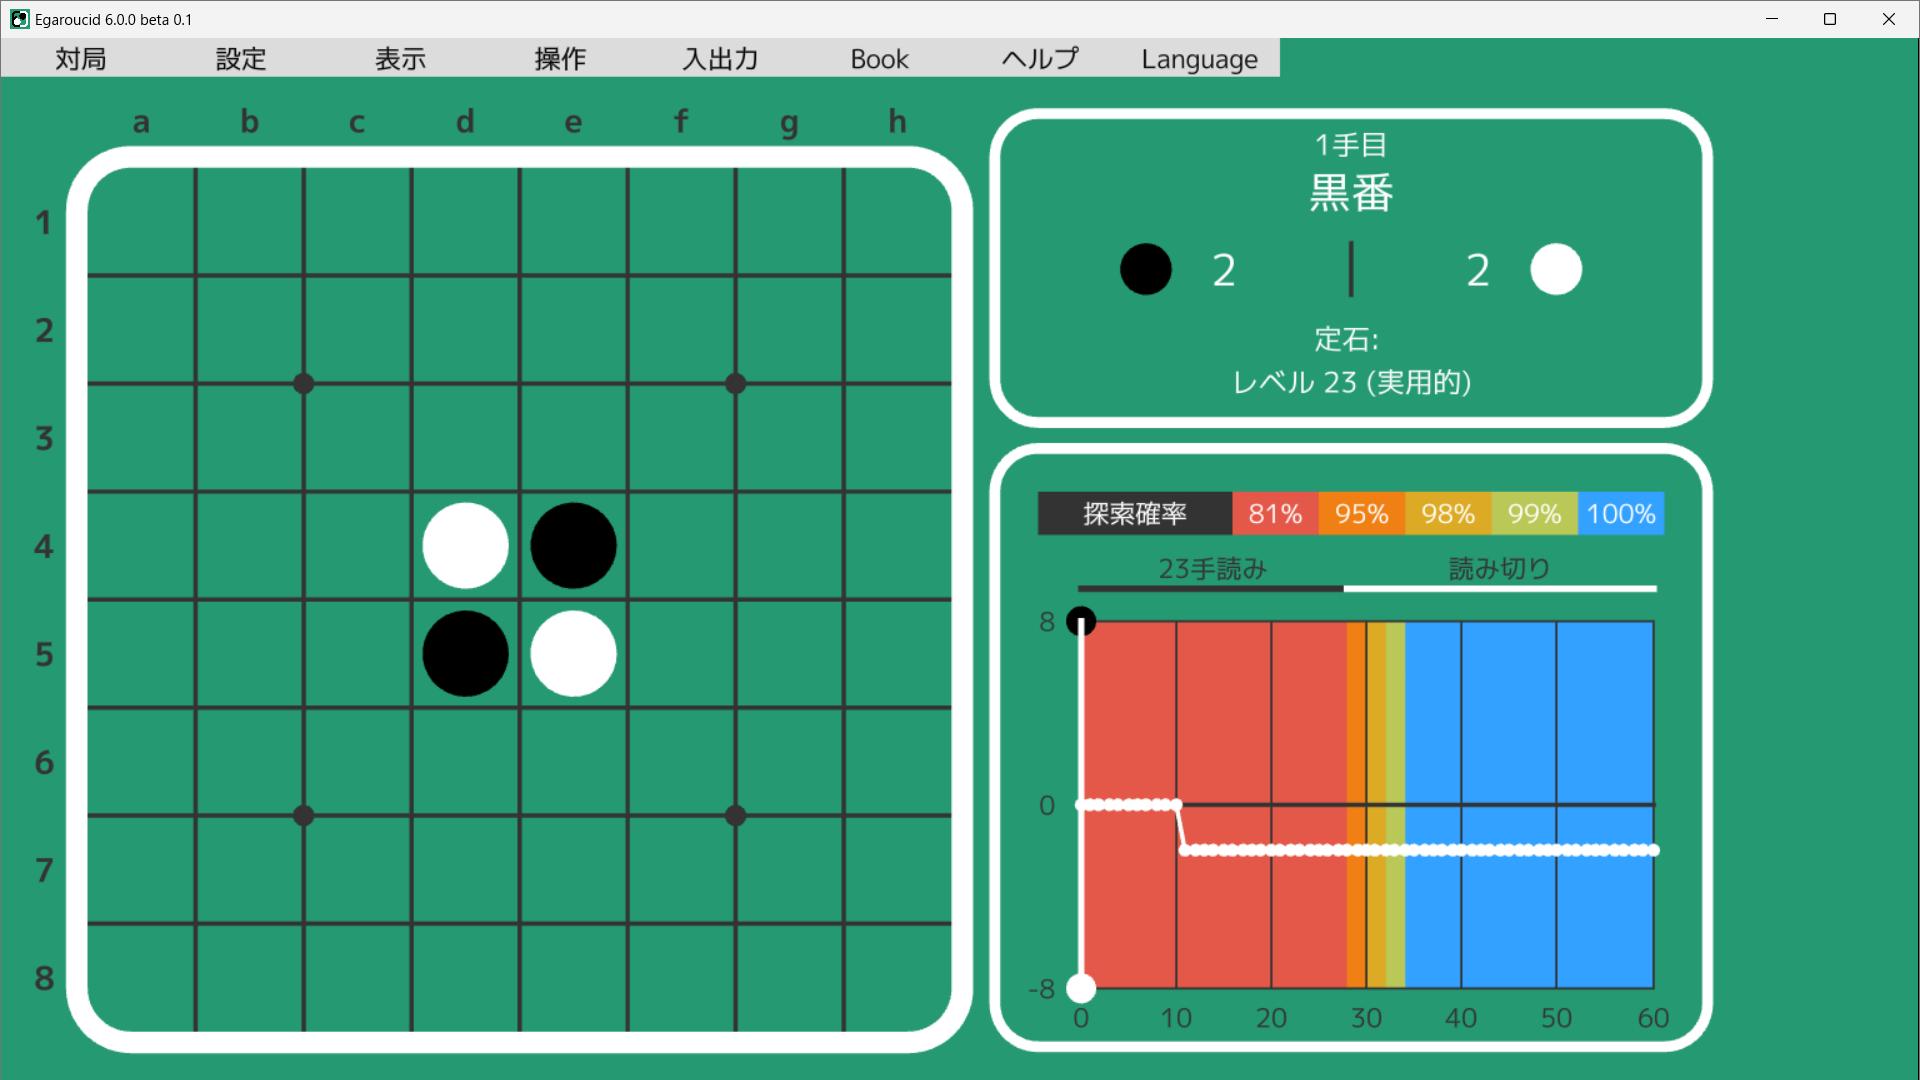 Egaroucid 6.0.0 beta 0.1
対局 設定 表示 操作 入出力 Book ヘルプ Language
a b c d e f g h
1
2
3
4
5
6
7
8
1手目
黒番
2 2
定石:
レベル 23 (実用的)
探索確率 81% 95% 98% 99% 100%
23手読み 読み切り
8
0
-8
0 10 20 30 40 50 60